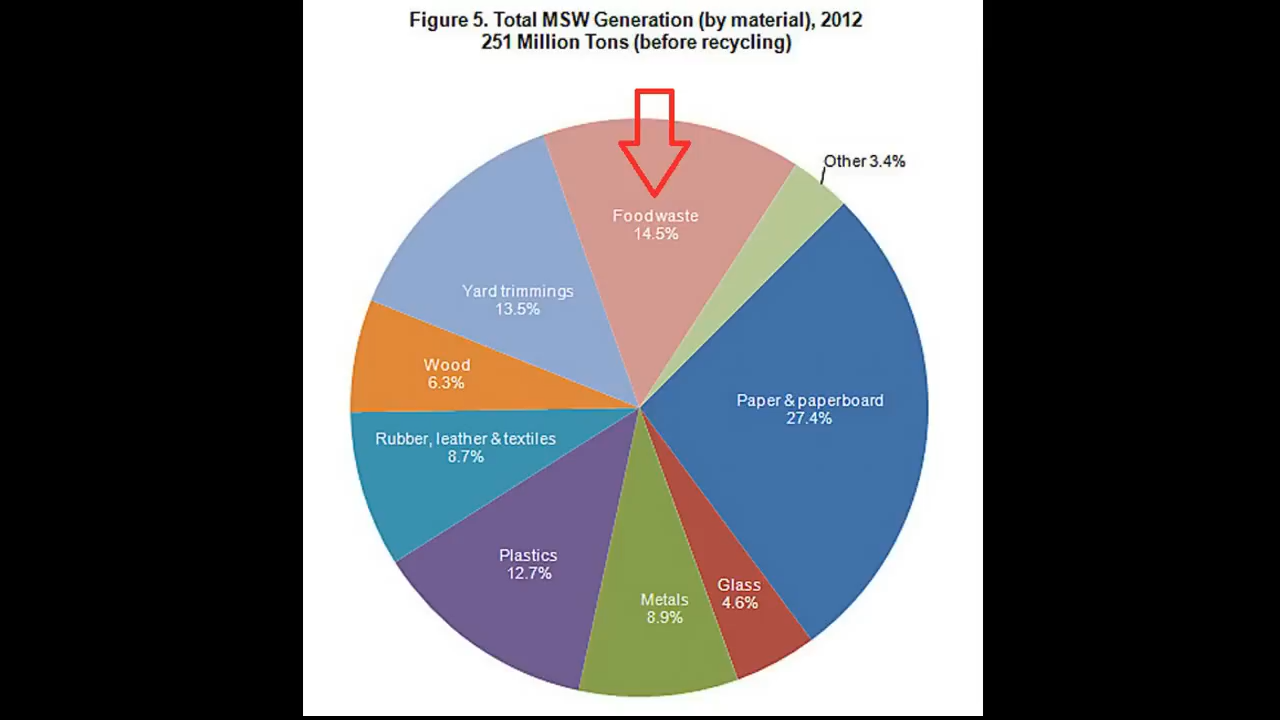 Figure 5. Total MSW Generation (by material), 2012
251 Million Tons (before recycling)
Other 3.4%
Food waste
14.5%
Yard trimmings
13.5%
Wood
6.3%
Paper & paperboard
27.4%
Rubber, leather & textiles
8.7%
Plastics
12.7%
Glass
4.6%
Metals
8.9%